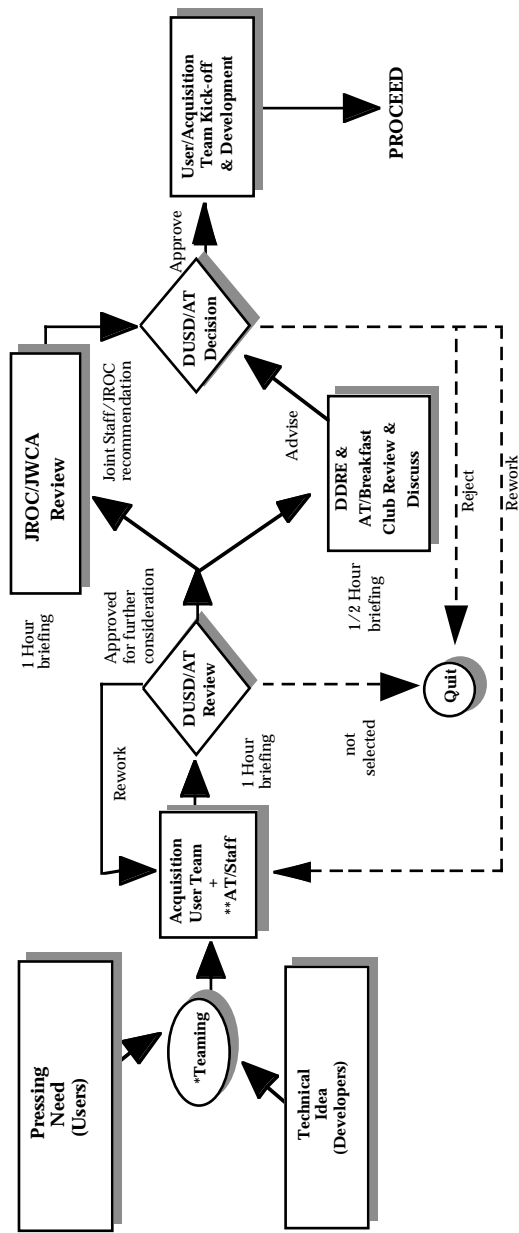 Pressing
Need
(Users)
Technical
Idea
(Developers)
*Teaming
Acquisition
User Team
+
**AT/Staff
Rework
1 Hour
briefing
DUSD/AT
Review
not
selected
Quit
Approved
for further
consideration
1 Hour
briefing
JROC/JWCA
Review
1/2 Hour
briefing
DDRE &
AT/Breakfast
Club Review &
Discuss
Joint Staff/JROC
recommendation
Advise
DUSD/AT
Decision
Reject
Rework
Approve
User/Acquisition
Team Kick-off
& Development
PROCEED